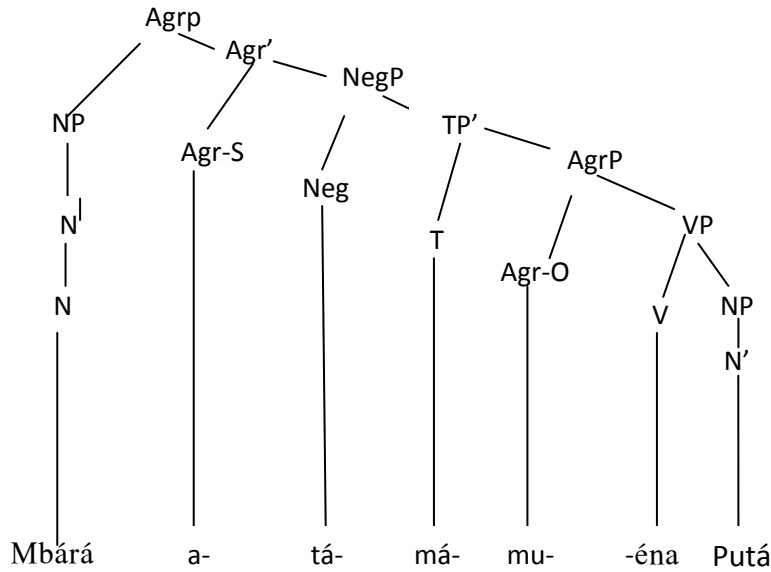 Agrp
Agr’
NegP
NP
TP’
Agr-S
AgrP
Neg
N|
VP
T
Agr-O
N
V
NP
N’
Mbárá a- tá- má- mu- -éna Putá